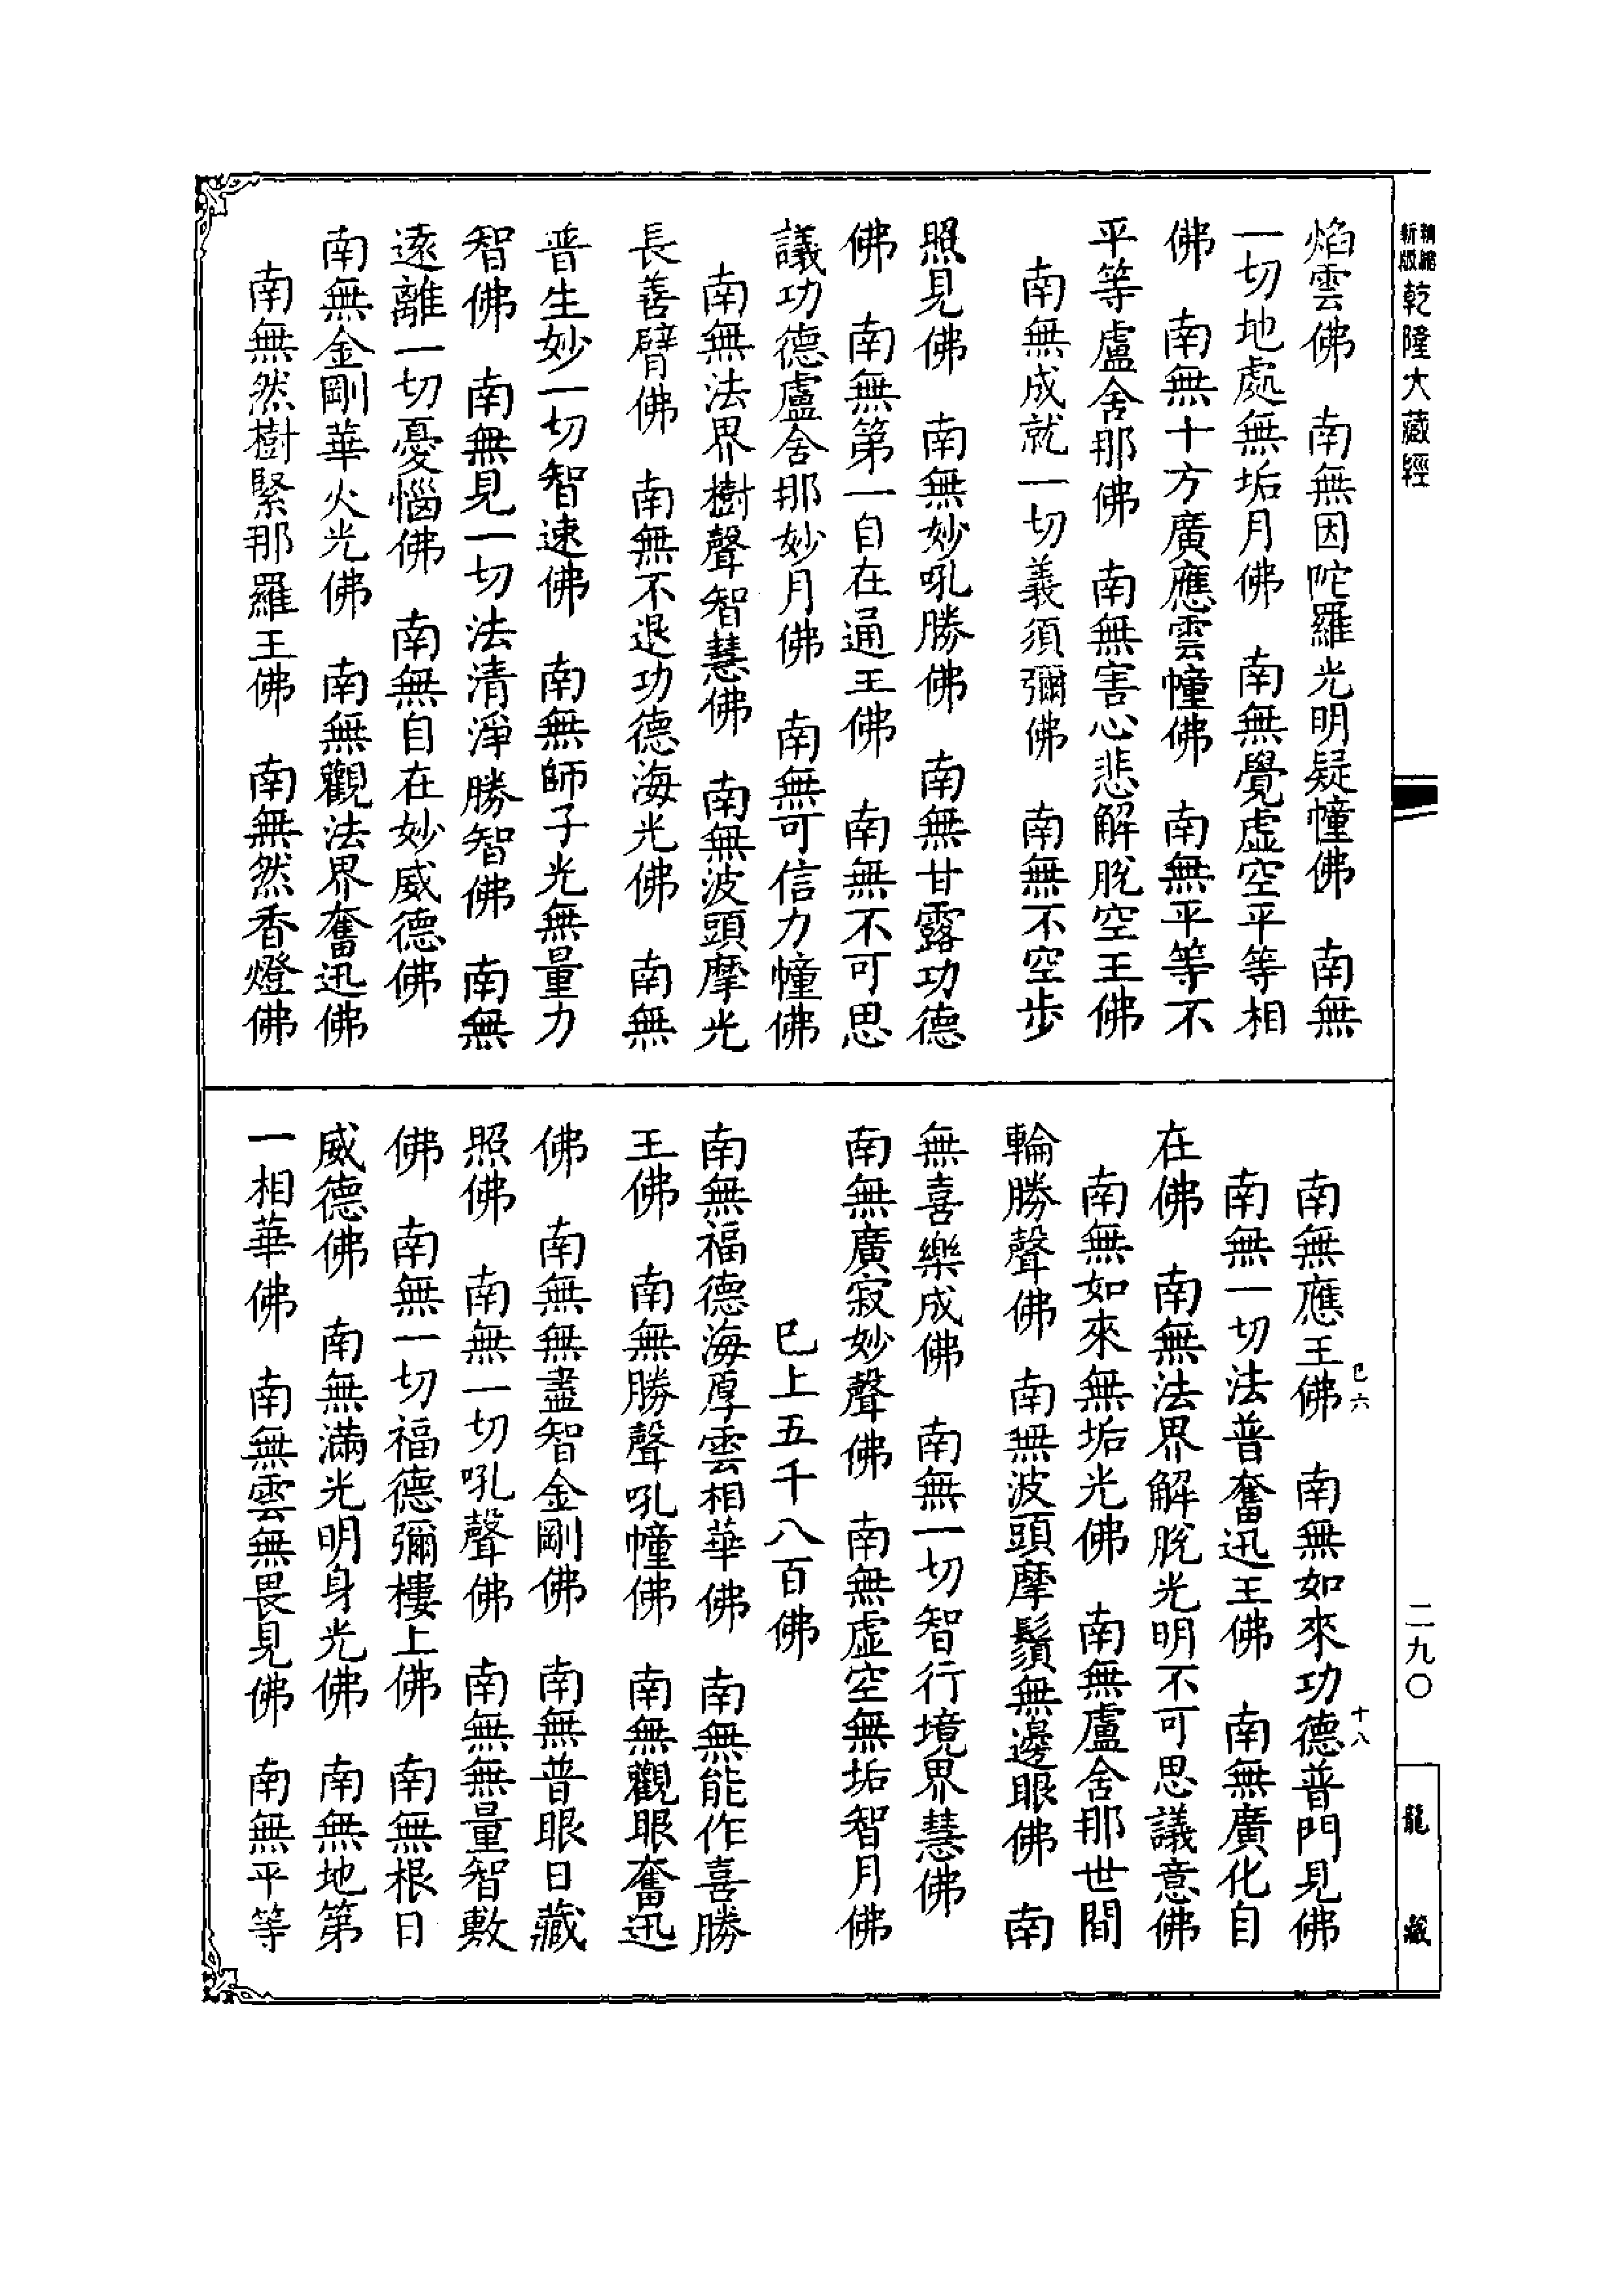 精縮新版乾隆大藏經
焰雲佛　南無因陀羅光明疑幢佛　南無
一切地處無垢月佛　南無覺虛空平等相
佛　南無十方廣應雲幢佛　南無平等不
平等盧舍那佛　南無害心悲解脫空王佛
南無成就一切義須彌佛　南無不空步
照見佛　南無妙吼勝佛　南無甘露功德
佛　南無第一自在通王佛　南無不可思
議功德盧舍那妙月佛　南無可信力幢佛
南無法界樹聲智慧佛　南無波頭摩光
長善臂佛　南無不退功德海光佛　南無
普生妙一切智速佛　南無師子光無量力
智佛　南無見一切法清淨勝智佛　南無
遠離一切憂惱佛　南無自在妙威德佛
南無金剛華火光佛　南無觀法界奮迅佛
南無然樹緊那羅王佛　南無然香燈佛
南無應王佛　南無如來功德普門見佛
南無一切法普奮迅王佛　南無廣化自
在佛　南無法界解脫光明不可思議意佛
南無如來無垢光佛　南無盧舍那世間
輪勝聲佛　南無波頭摩鬚無邊眼佛　南
無喜樂成佛　南無一切智行境界慧佛
南無廣寂妙聲佛　南無虛空無垢智月佛
已上五千八百佛
南無福德海厚雲相華佛　南無能作喜勝
王佛　南無勝聲吼幢佛　南無觀眼奮迅
佛　南無無盡智金剛佛　南無普眼日藏
照佛　南無一切吼聲佛　南無無量智敷
佛　南無一切福德彌樓上佛　南無根日
威德佛　南無滿光明身光佛　南無地第
一相華佛　南無雲無畏見佛　南無平等
已六
十八
二九〇
龍藏